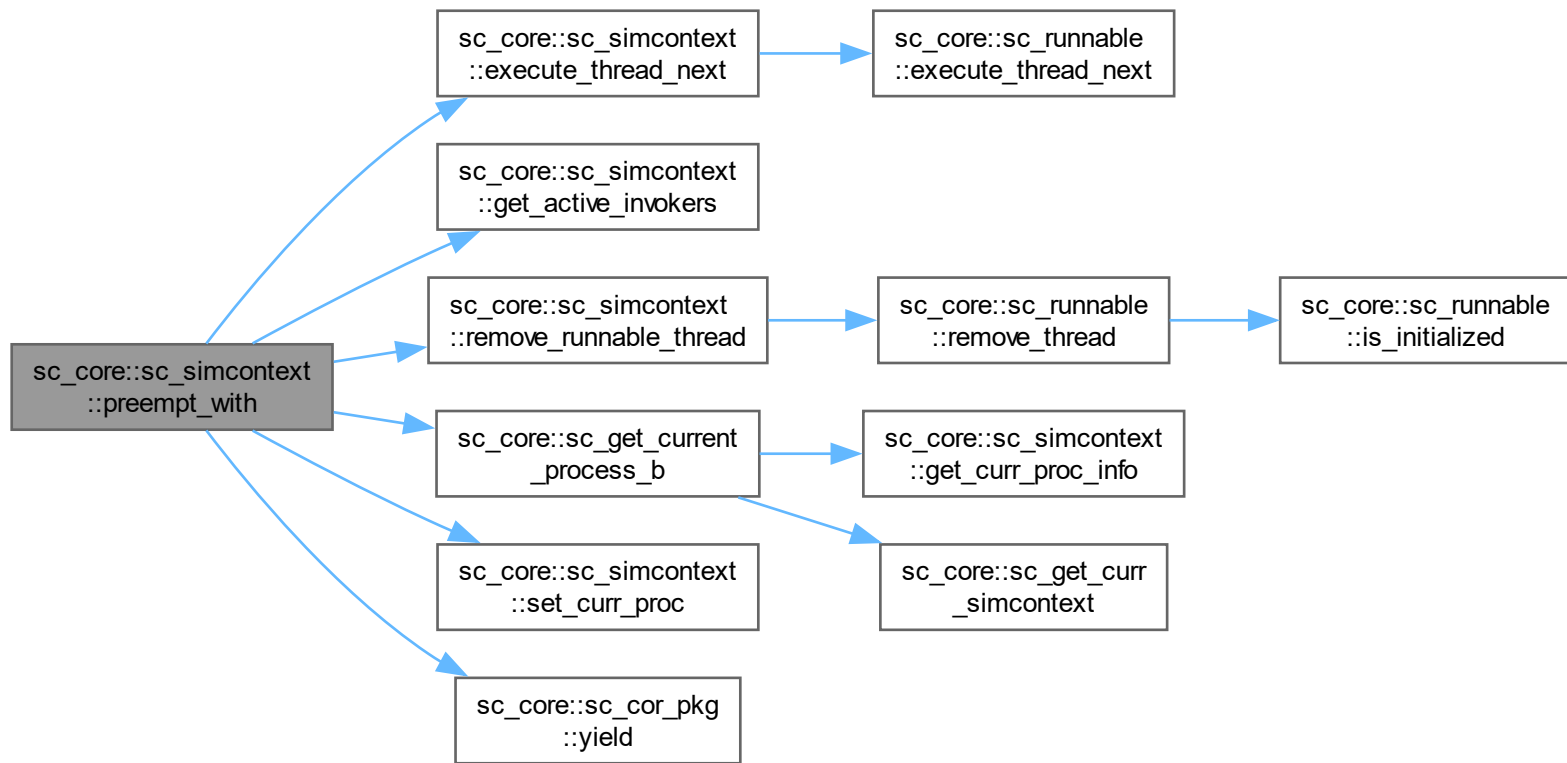 sc_core::sc_simcontext
::execute_thread_next
sc_core::sc_runnable
::execute_thread_next
sc_core::sc_simcontext
::get_active_invokers
sc_core::sc_simcontext
::remove_runnable_thread
sc_core::sc_runnable
::remove_thread
sc_core::sc_runnable
::is_initialized
sc_core::sc_simcontext
::preempt_with
sc_core::sc_get_current
_process_b
sc_core::sc_simcontext
::get_curr_proc_info
sc_core::sc_simcontext
::set_curr_proc
sc_core::sc_get_curr
_simcontext
sc_core::sc_cor_pkg
::yield